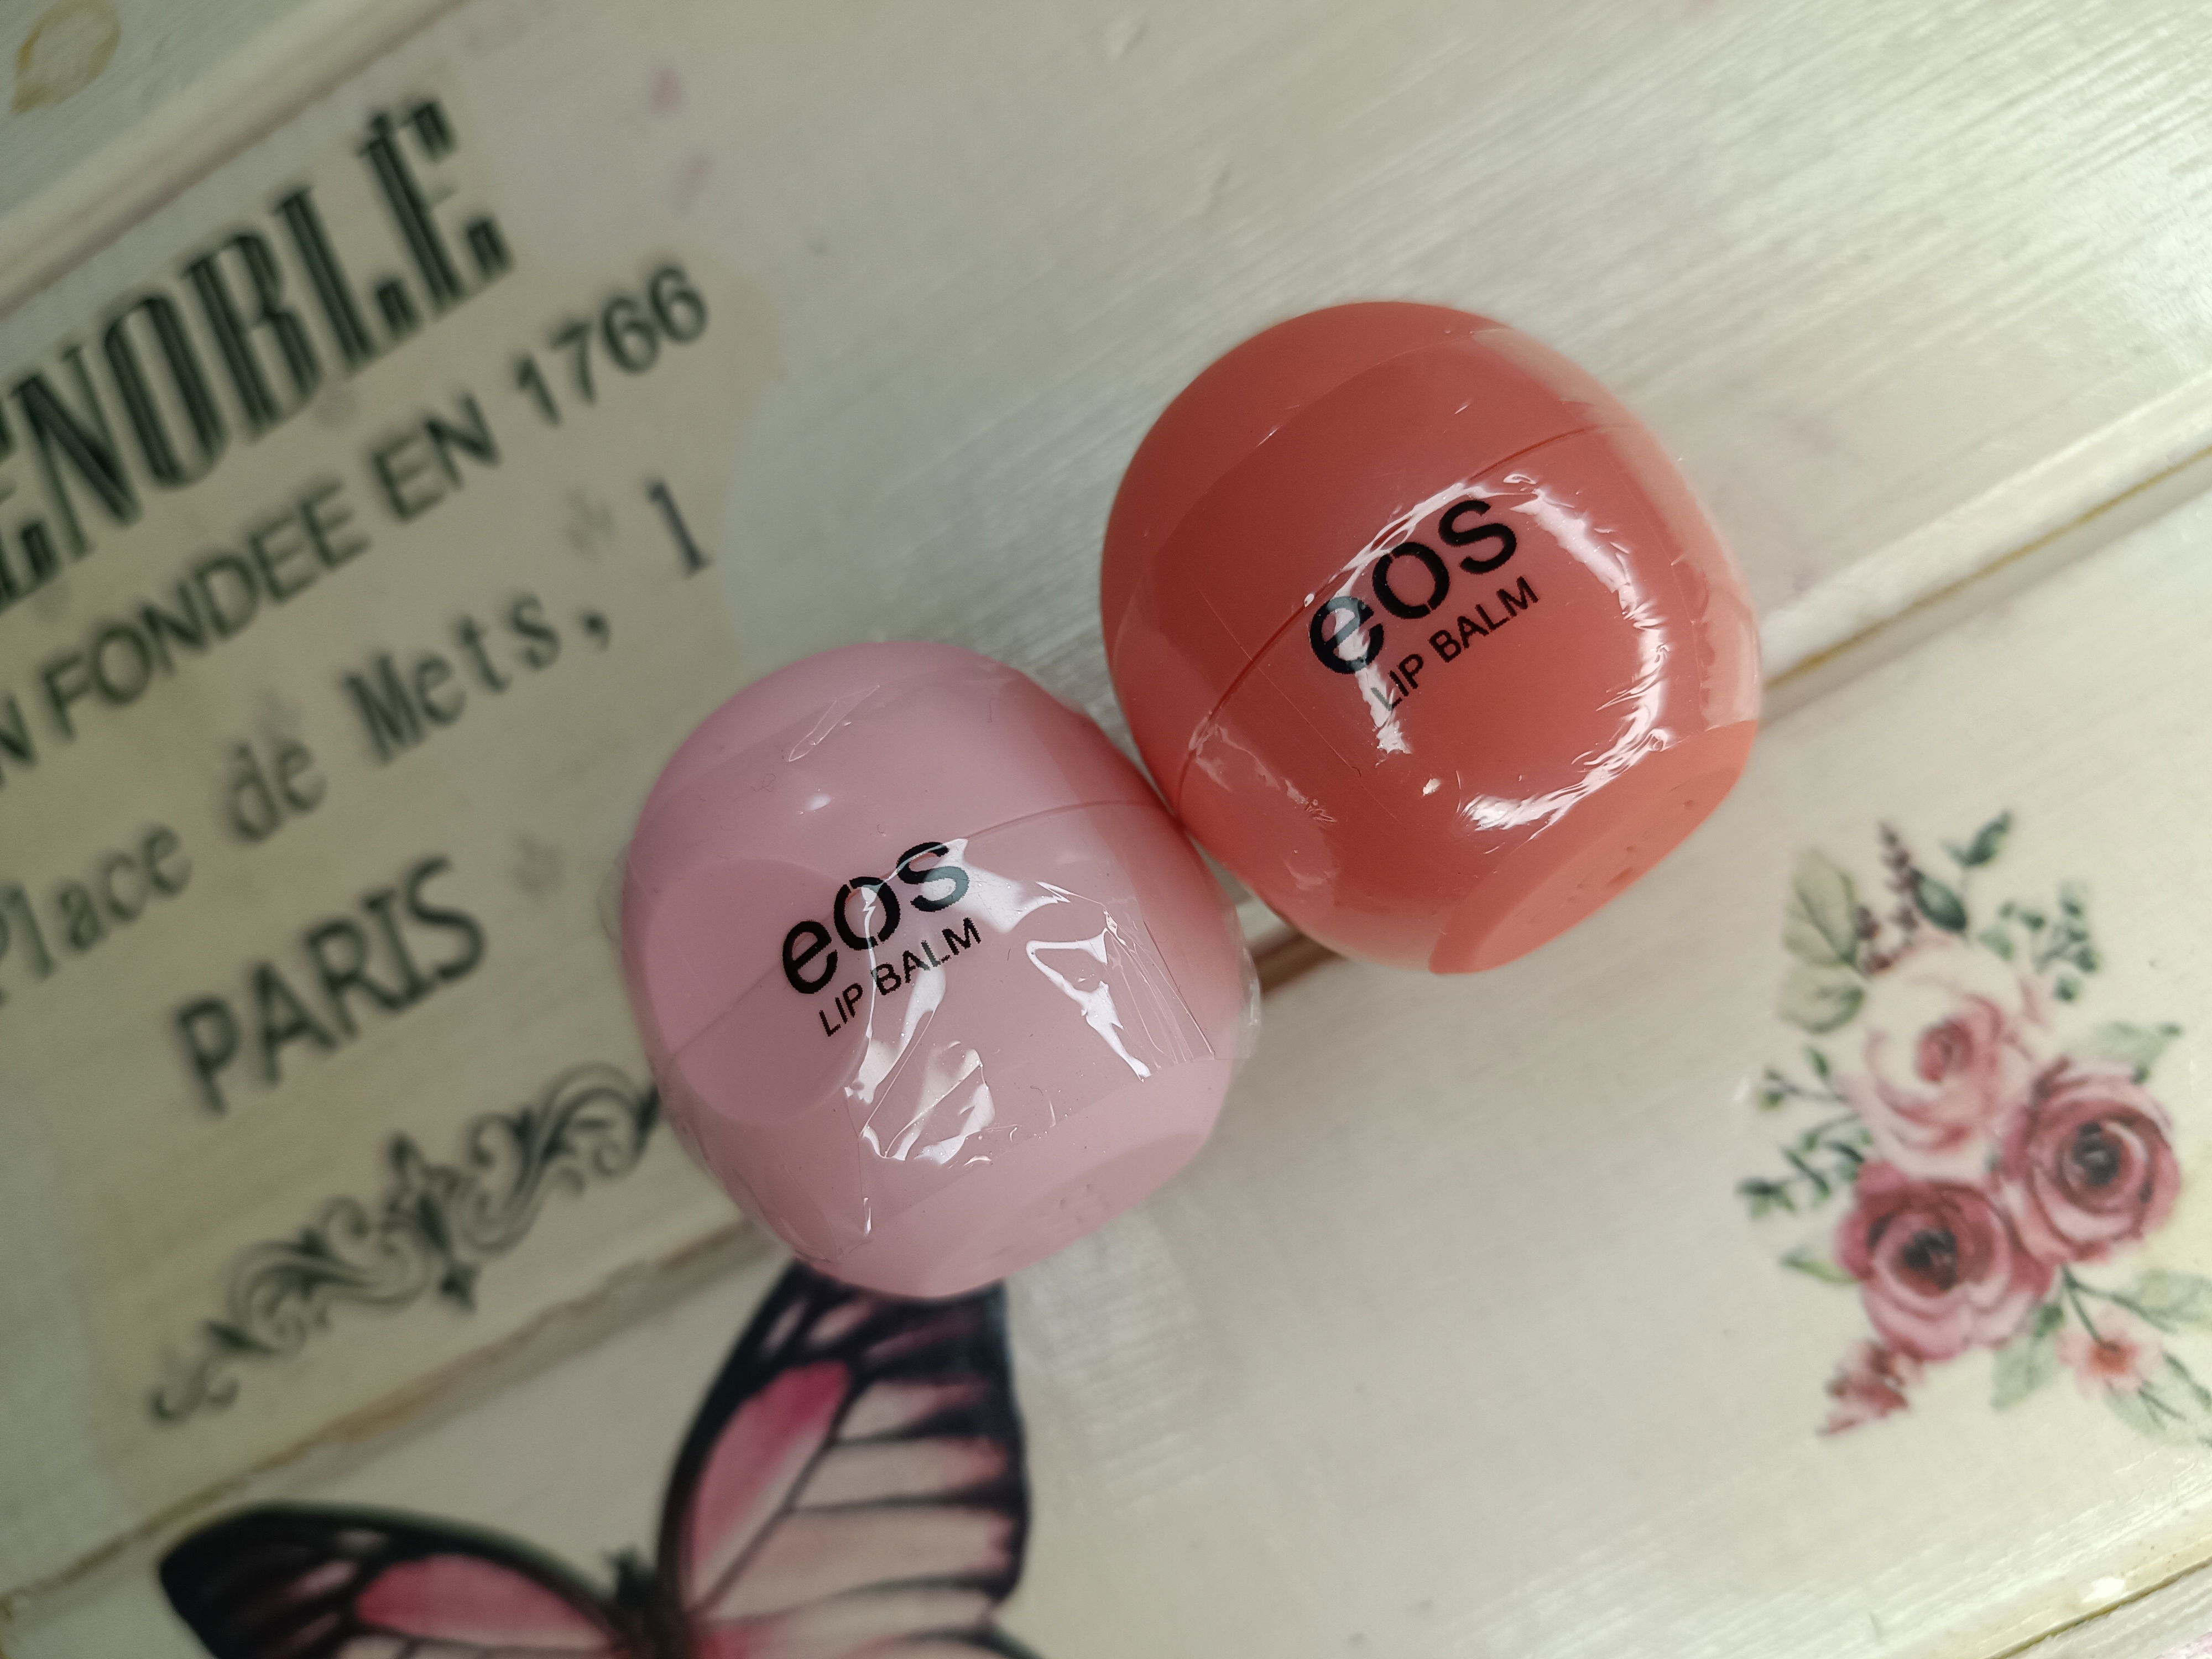 ENOBLE
N FONDEE EN 1766
Place de Mets, 1
PARIS
eos
LIP BALM
eos
LIP BALM